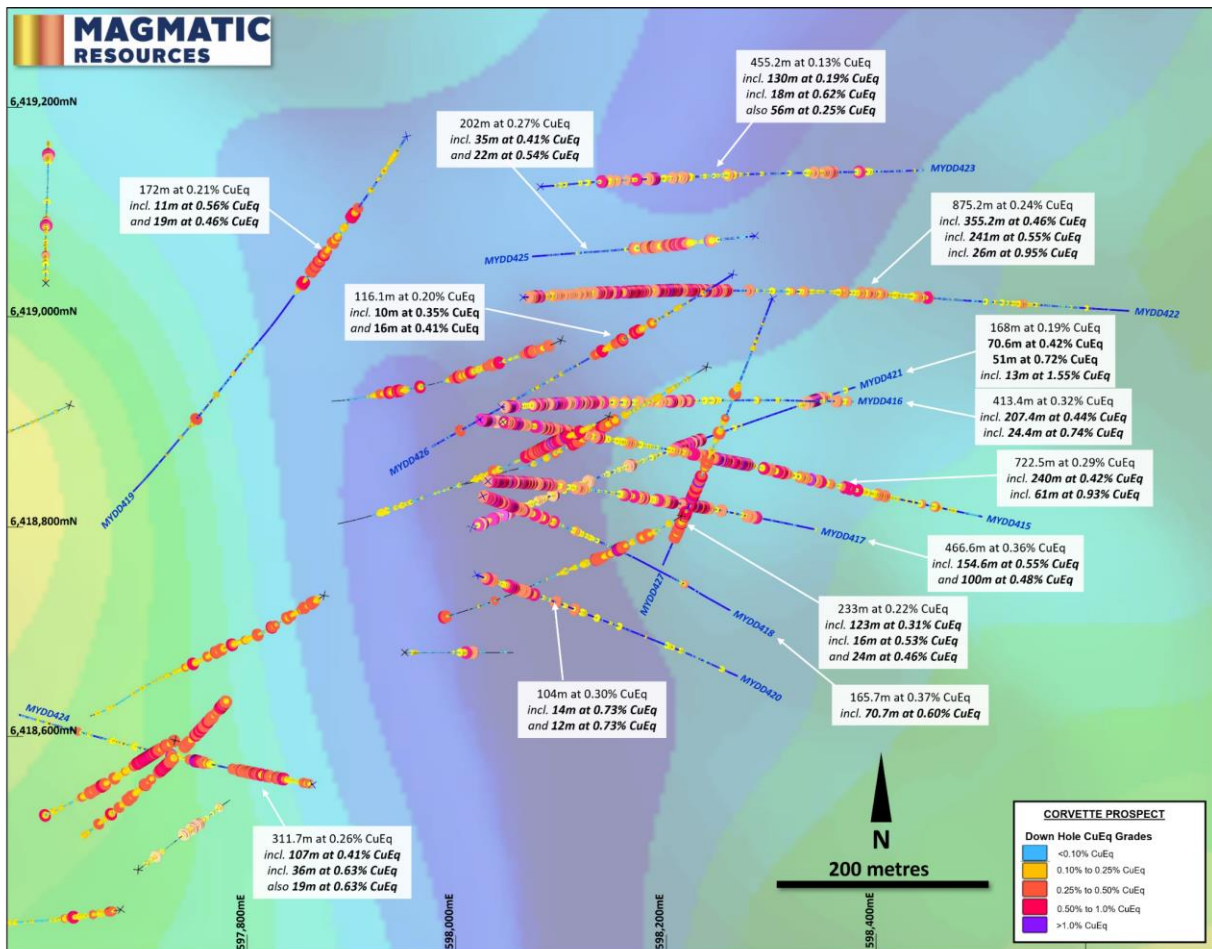 MAGMATIC
RESOURCES
6,419,200mN
6,419,000mN
6,418,800mN
6,418,600mN
455.2m at 0.13% CuEq
incl. 130m at 0.19% CuEq
incl. 18m at 0.62% CuEq
also 56m at 0.25% CuEq
202m at 0.27% CuEq
incl. 35m at 0.41% CuEq
and 22m at 0.54% CuEq
MYDD423
172m at 0.21% CuEq
incl. 11m at 0.56% CuEq
and 19m at 0.46% CuEq
875.2m at 0.24% CuEq
incl. 355.2m at 0.46% CuEq
incl. 241m at 0.55% CuEq
incl. 26m at 0.95% CuEq
MYDD425
116.1m at 0.20% CuEq
incl. 10m at 0.35% CuEq
and 16m at 0.41% CuEq
MYDD422
168m at 0.19% CuEq
70.6m at 0.42% CuEq
51m at 0.72% CuEq
incl. 13m at 1.55% CuEq
MYDD421
MYDD416
413.4m at 0.32% CuEq
incl. 207.4m at 0.44% CuEq
incl. 24.4m at 0.74% CuEq
MYDD426
MYDD419
722.5m at 0.29% CuEq
incl. 240m at 0.42% CuEq
incl. 61m at 0.93% CuEq
MYDD415
MYDD417
466.6m at 0.36% CuEq
incl. 154.6m at 0.55% CuEq
and 100m at 0.48% CuEq
MYDD427
MYDD418
233m at 0.22% CuEq
incl. 123m at 0.31% CuEq
incl. 16m at 0.53% CuEq
and 24m at 0.46% CuEq
MYDD420
104m at 0.30% CuEq
incl. 14m at 0.73% CuEq
and 12m at 0.73% CuEq
165.7m at 0.37% CuEq
incl. 70.7m at 0.60% CuEq
MYDD424
311.7m at 0.26% CuEq
incl. 107m at 0.41% CuEq
incl. 36m at 0.63% CuEq
also 19m at 0.63% CuEq
N
200 metres
CORVETTE PROSPECT
Down Hole CuEq Grades
<0.10% CuEq
0.10% to 0.25% CuEq
0.25% to 0.50% CuEq
0.50% to 1.0% CuEq
>1.0% CuEq
597,800mE
598,000mE
598,200mE
598,400mE